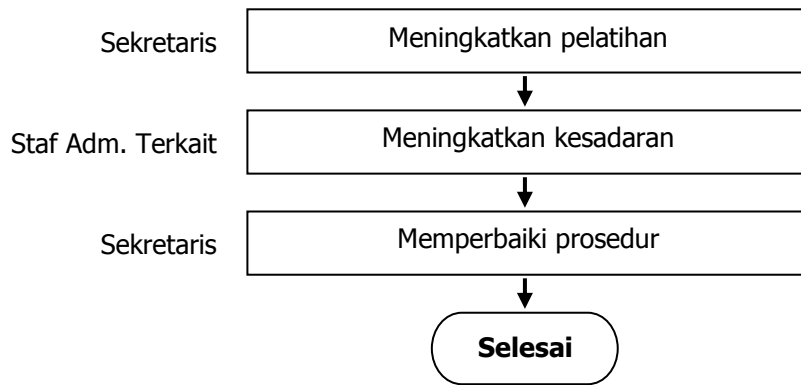 Sekretaris Meningkatkan pelatihan
Staf Adm. Terkait Meningkatkan kesadaran
Sekretaris Memperbaiki prosedur
Selesai